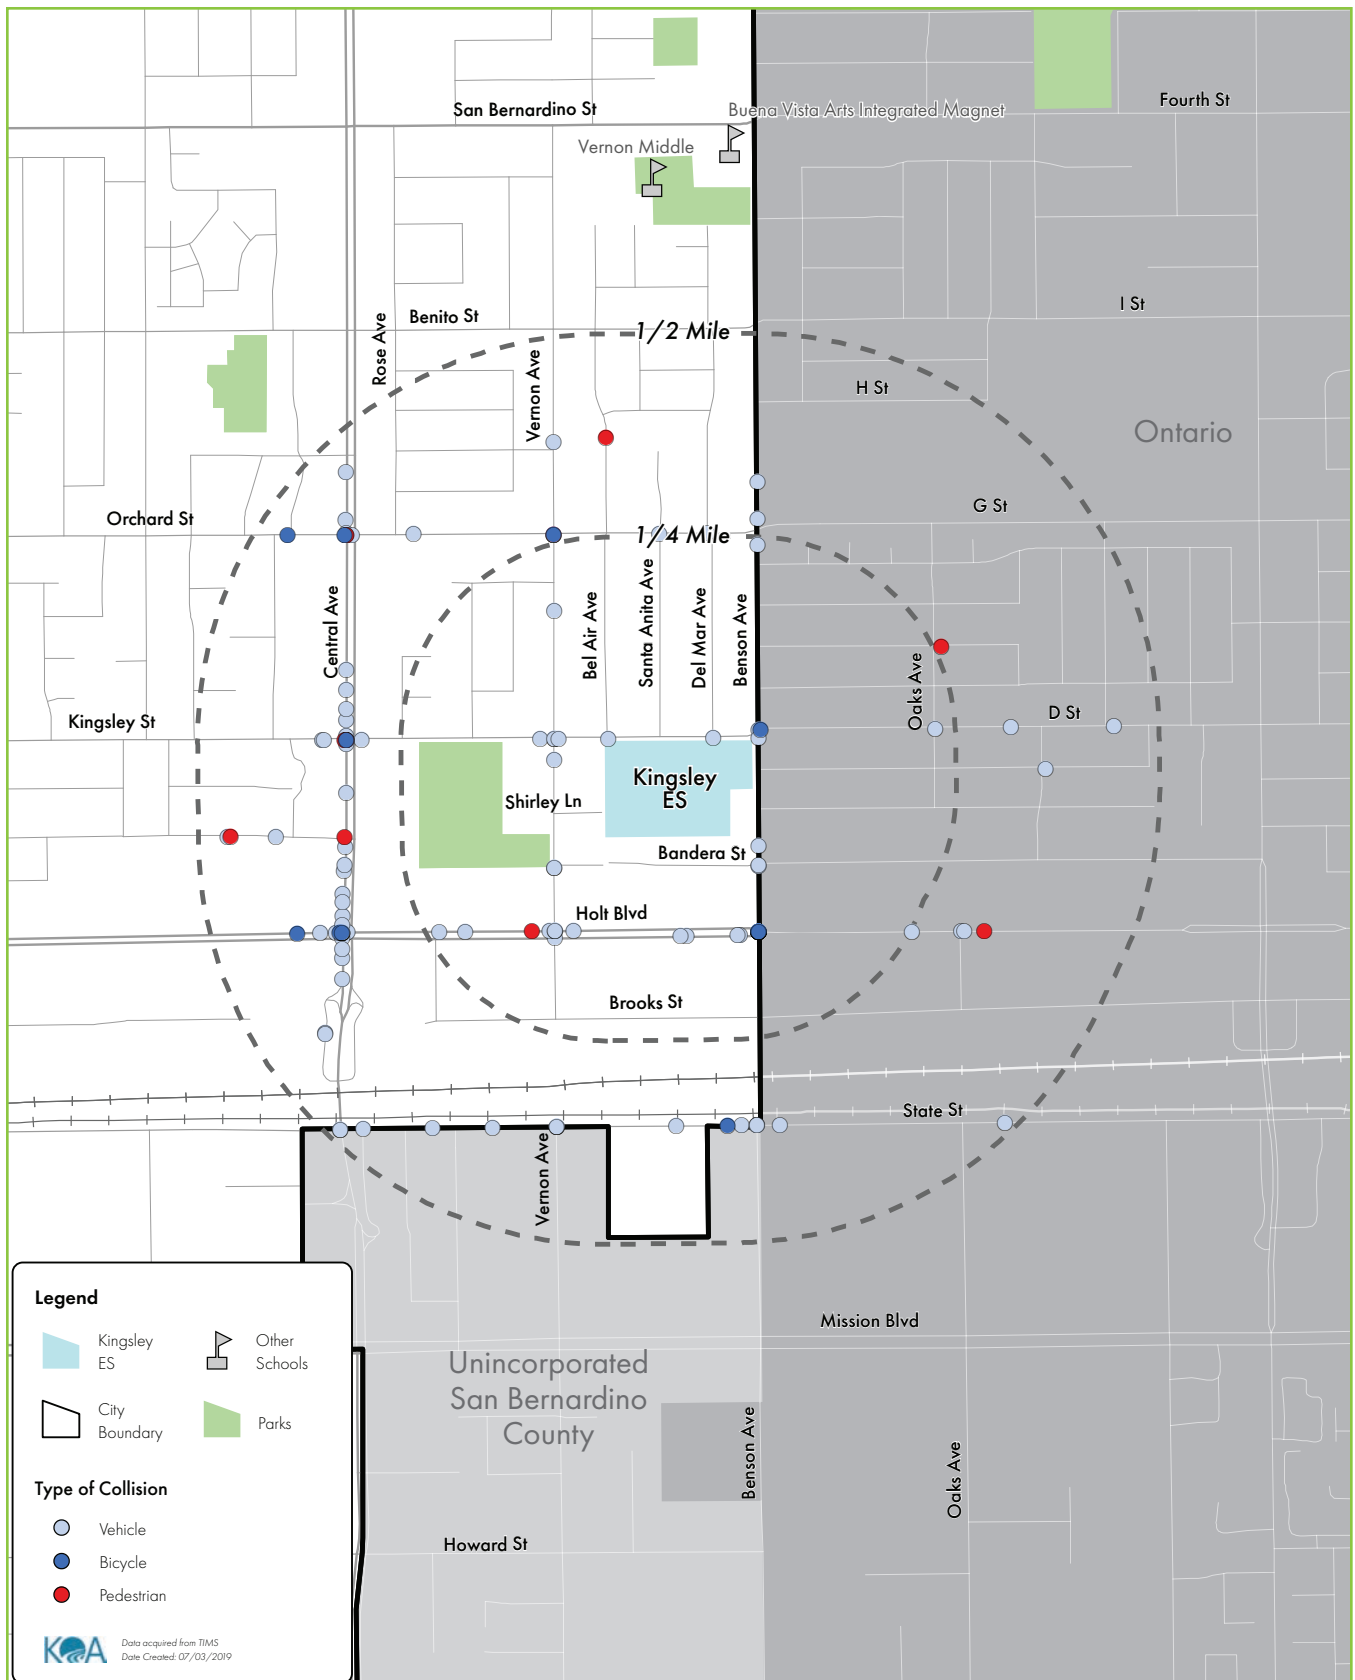 San Bernardino St
Buena Vista Arts Integrated Magnet
Fourth St
Vernon Middle
I St
Benito St
1/2 Mile
Rose Ave
Vernon Ave
H St
Ontario
Orchard St
G St
1/4 Mile
Central Ave
Bel Air Ave
Santa Anita Ave
Del Mar Ave
Benson Ave
Oaks Ave
Kingsley St
D St
Kingsley
ES
Shirley Ln
Bandera St
Holt Blvd
Brooks St
State St
Vernon Ave
Mission Blvd
Unincorporated
San Bernardino
County
Benson Ave
Oaks Ave
Howard St
Legend
Kingsley
ES
Other
Schools
City
Boundary
Parks
Type of Collision
Vehicle
Bicycle
Pedestrian
KOA
Data acquired from TIMS
Date Created: 07/03/2019